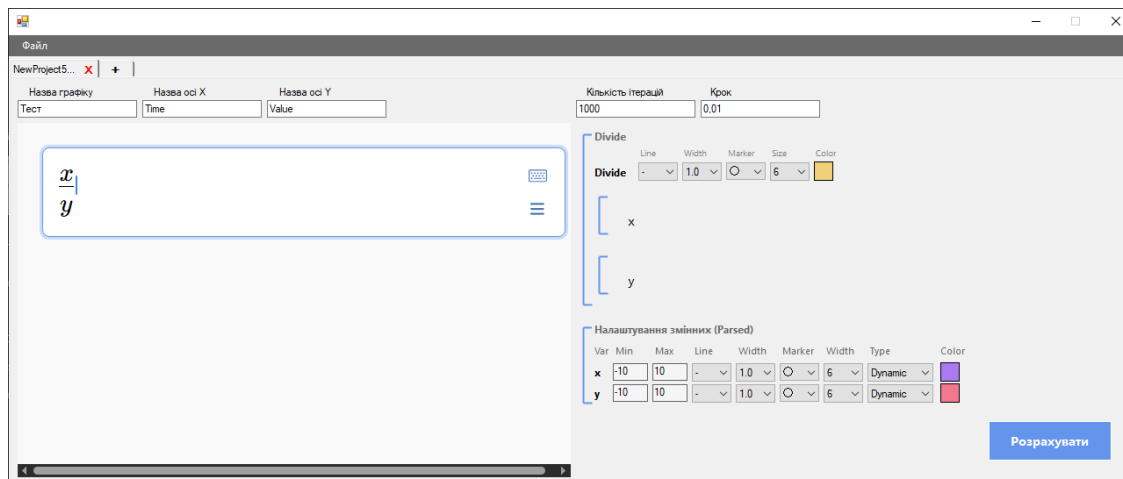 Файл
NewProject5... X +
Назва графіку Назва осі X Назва осі Y Кількість ітерацій Крок
Тест Time Value 1000 0,01
x
y
Divide
Line Width Marker Size Color
Divide - 1.0 O 6
x
y
Налаштування змінних (Parsed)
Var Min Max Line Width Marker Width Type Color
x -10 10 - 1.0 O 6 Dynamic
y -10 10 - 1.0 O 6 Dynamic
Розрахувати